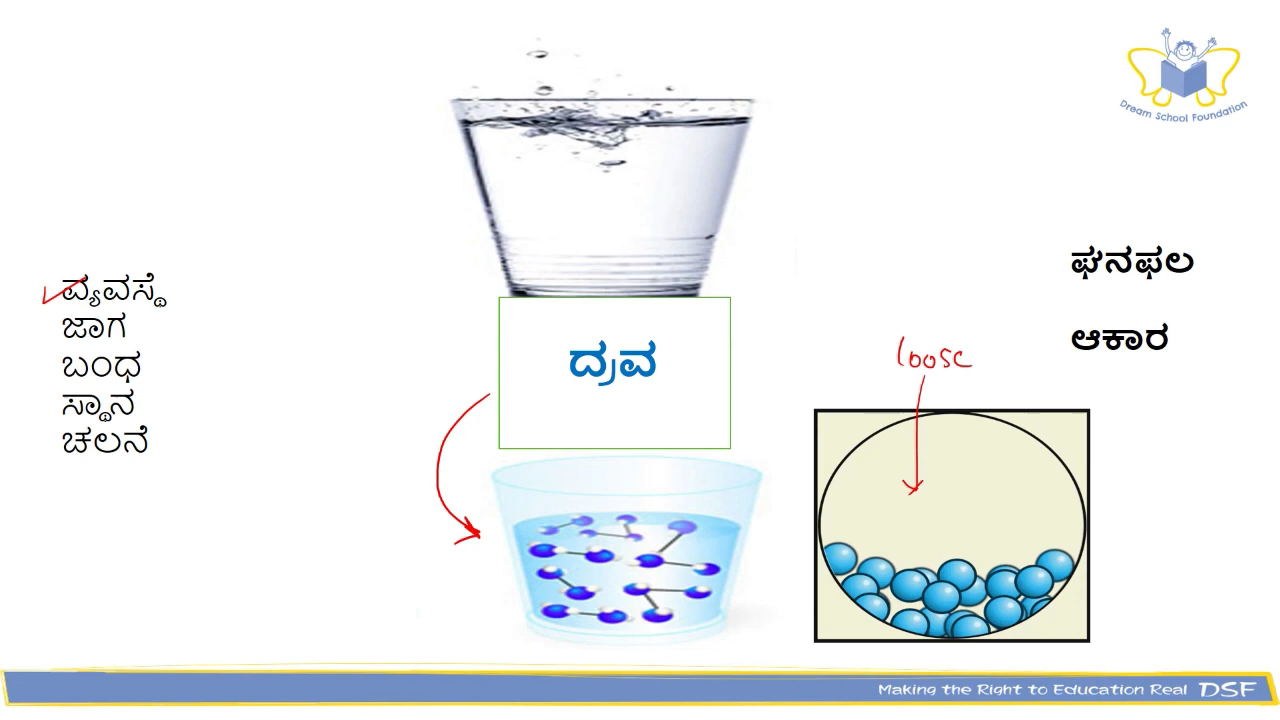 Dream School Foundation
ವ್ಯವಸ್ಥೆ
ಜಾಗ
ಬಂಧ
ಸ್ಥಾನ
ಚಲನೆ
ದ್ರವ
ಘನಫಲ
ಆಕಾರ
loose
Making the Right to Education Real DSF